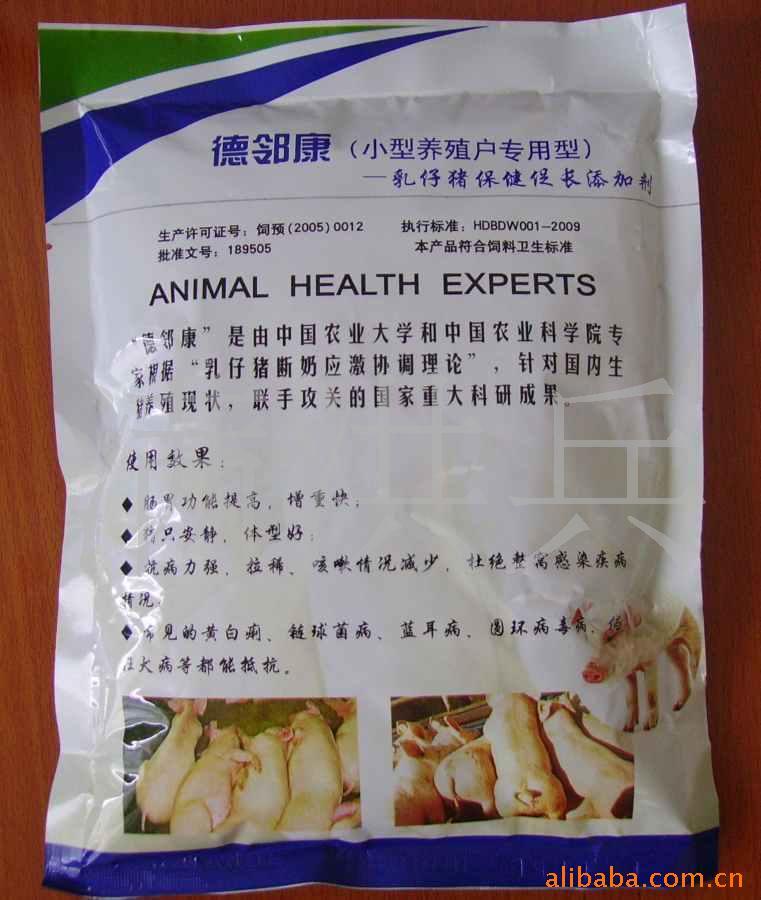 德邻康（小型养殖户专用型）
—乳仔猪保健促长添加剂
生产许可证号：饲预(2005)0012
执行标准：HDBDW001-2009
批准文号：189505
本产品符合饲料卫生标准
ANIMAL HEALTH EXPERTS
“德邻康”是由中国农业大学和中国农业科学院专
家根据“乳仔猪断奶应激协调理论”，针对国内生
猪养殖现状，联手攻关的国家重大科研成果。
使用效果：
◆肠胃功能提高，增重快；
◆猪只安静，体型好；
◆抗病力强，拉稀、咳嗽情况减少，杜绝整窝感染疾病
情况；
◆常见的黄白痢、链球菌病、蓝耳病、圆环病毒病、
大病等都能抵抗。
alibaba.com.cn